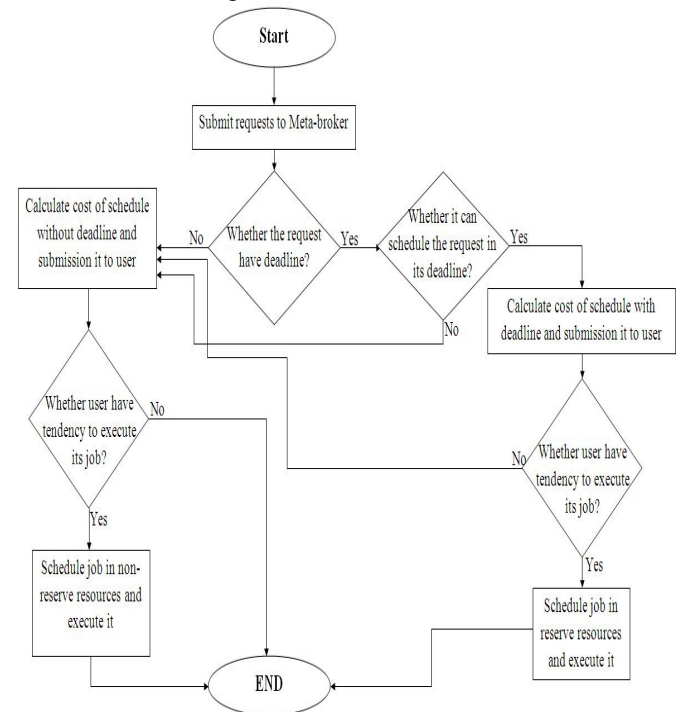 Start
Submit requests to Meta-broker
Whether the request
have deadline?
No
Yes
Whether it can
schedule the request in
its deadline?
Yes
No
Calculate cost of schedule
without deadline and
submission it to user
Calculate cost of schedule with
deadline and submission it to user
Whether user have
tendency to execute
its job?
No
Yes
Whether user have
tendency to execute
its job?
No
Yes
Schedule job in non-
reserve resources and
execute it
Schedule job in
reserve resources
and execute it
END